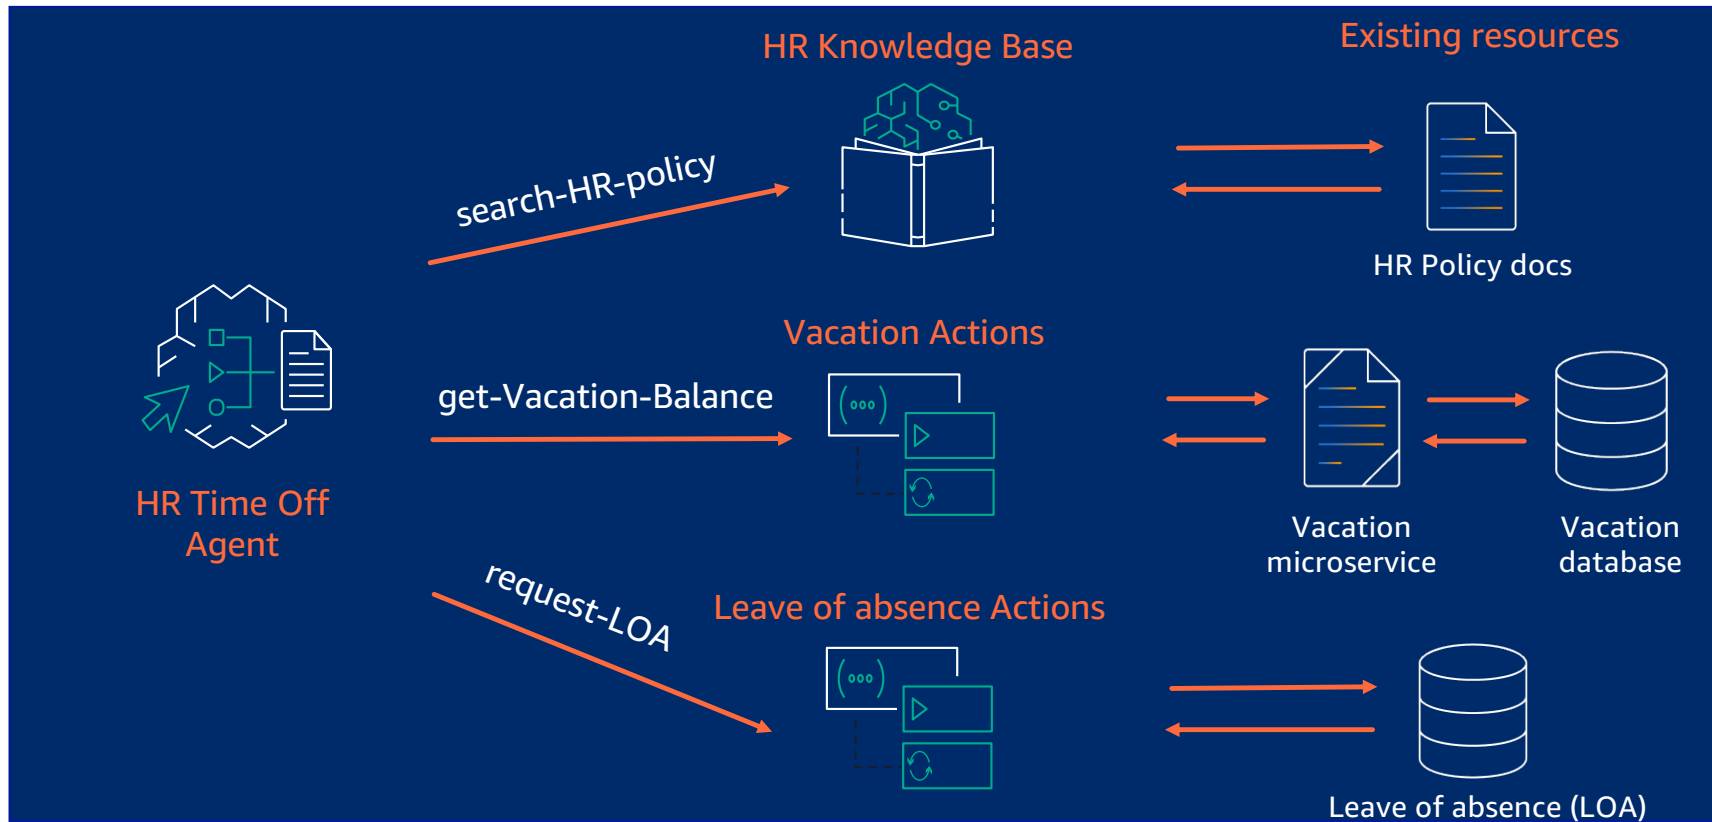 HR Knowledge Base
Existing resources
search-HR-policy
HR Policy docs
Vacation Actions
get-Vacation-Balance
HR Time Off
Agent
Vacation
microservice
Vacation
database
request-LOA
Leave of absence Actions
Leave of absence (LOA)